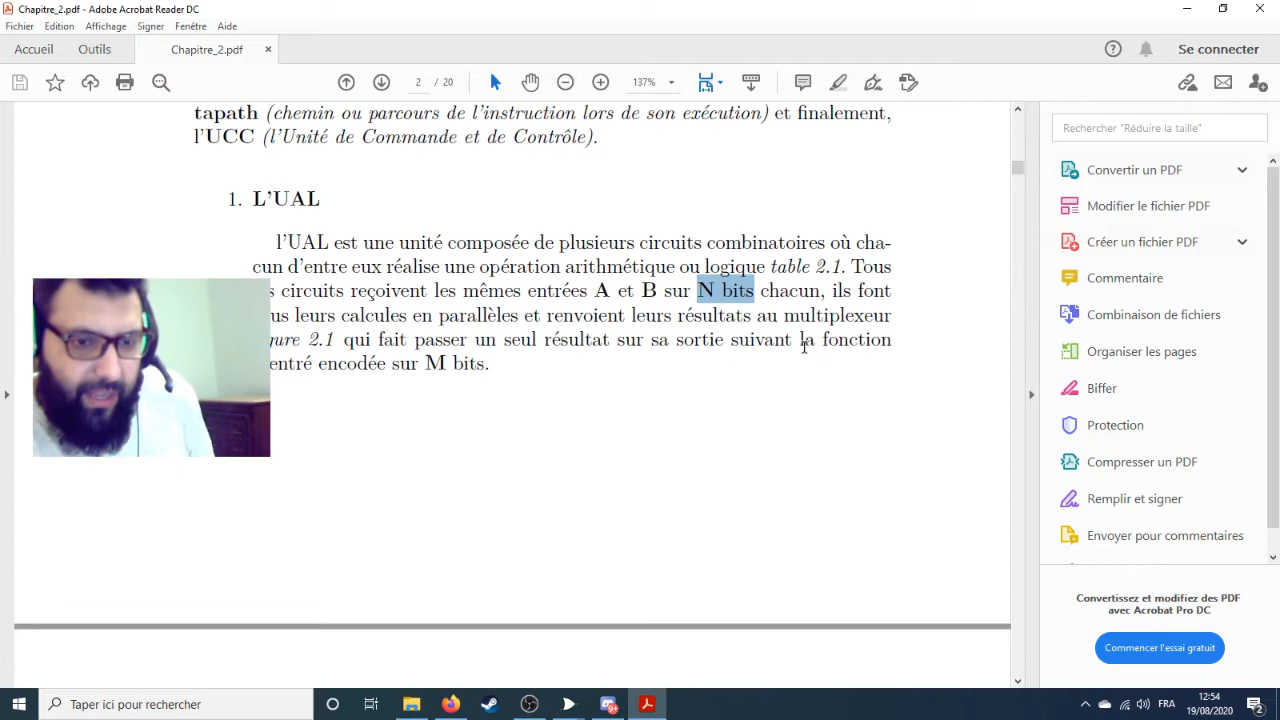 Chapitre_2.pdf - Adobe Acrobat Reader DC
Fichier Edition Affichage Signer Fenêtre Aide
Accueil Outils Chapitre_2.pdf × Se connecter
2 / 20 137%
tapath (chemin ou parcours de l'instruction lors de son exécution) et finalement,
l'UCC (l'Unité de Commande et de Contrôle).
1. L'UAL
l'UAL est une unité composée de plusieurs circuits combinatoires où cha-
cun d'entre eux réalise une opération arithmétique ou logique table 2.1. Tous
circuits reçoivent les mêmes entrées A et B sur N bits chacun, ils font
leurs calcules en parallèles et renvoient leurs résultats au multiplexeur
2.1 qui fait passer un seul résultat sur sa sortie suivant la fonction
encodée sur M bits.
Rechercher "Réduire la taille"
Convertir un PDF
Modifier le fichier PDF
Créer un fichier PDF
Commentaire
Combinaison de fichiers
Organiser les pages
Biffer
Protection
Compresser un PDF
Remplir et signer
Envoyer pour commentaires
Convertissez et modifiez des PDF
avec Acrobat Pro DC
Commencer l'essai gratuit
Taper ici pour rechercher
FRA
12:54
19/08/2020